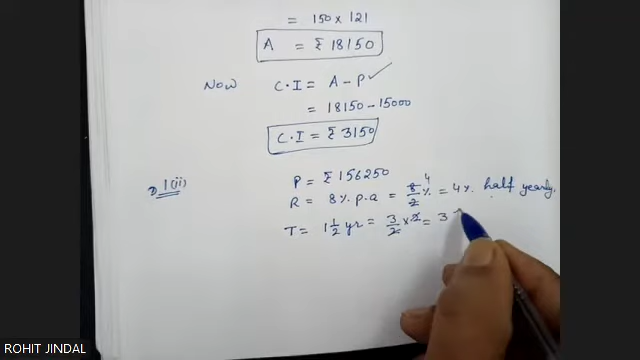 = 150 x 121
A = ₹ 18150
Now C.I = A - P ✓
= 18150 - 15000
C.I = ₹ 3150
1(ii) P = ₹ 156250
R = 8 %. p.a = 8/2 4 %. = 4 %. half yearly.
T = 1 1/2 yr = 3/2 x 2 = 3
ROHIT JINDAL